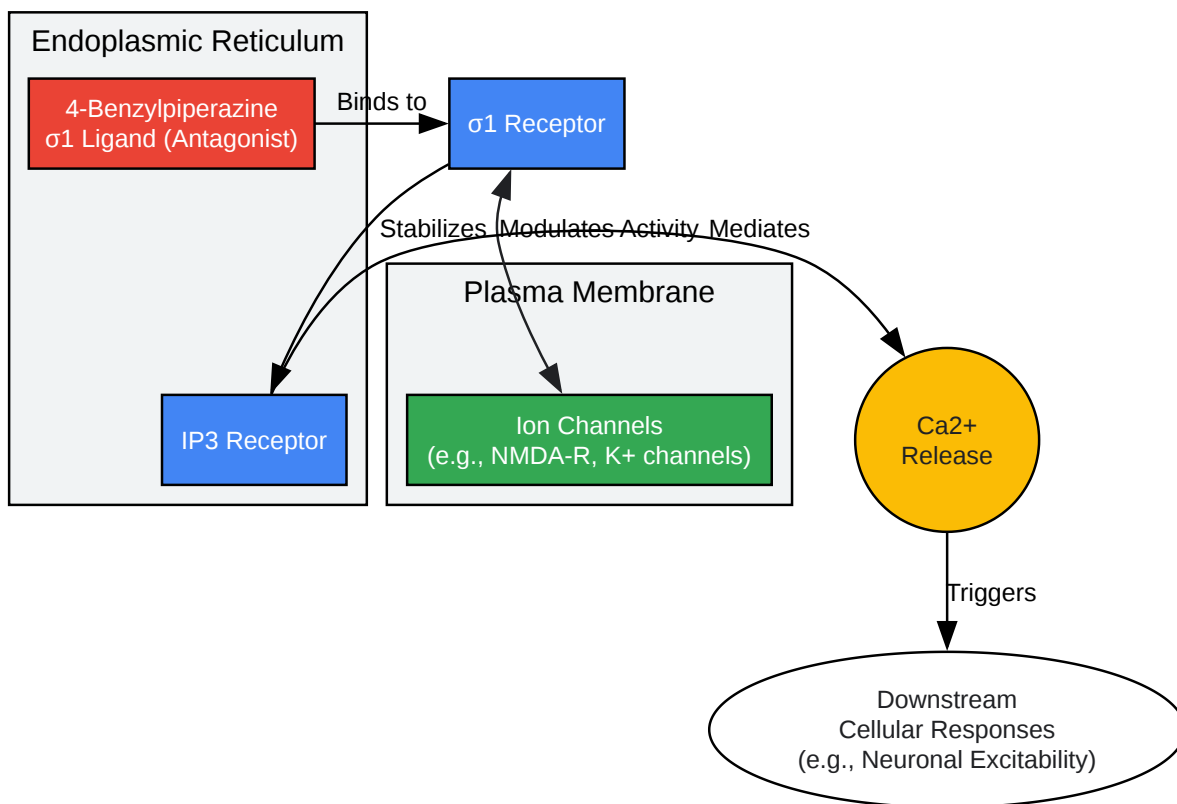 Endoplasmic Reticulum
4-Benzylpiperazine
σ1 Ligand (Antagonist)
Binds to
σ1 Receptor
Stabilizes
Modulates Activity
Mediates
Plasma Membrane
IP3 Receptor
Ion Channels
(e.g., NMDA-R, K+ channels)
Ca2+
Release
Triggers
Downstream
Cellular Responses
(e.g., Neuronal Excitability)